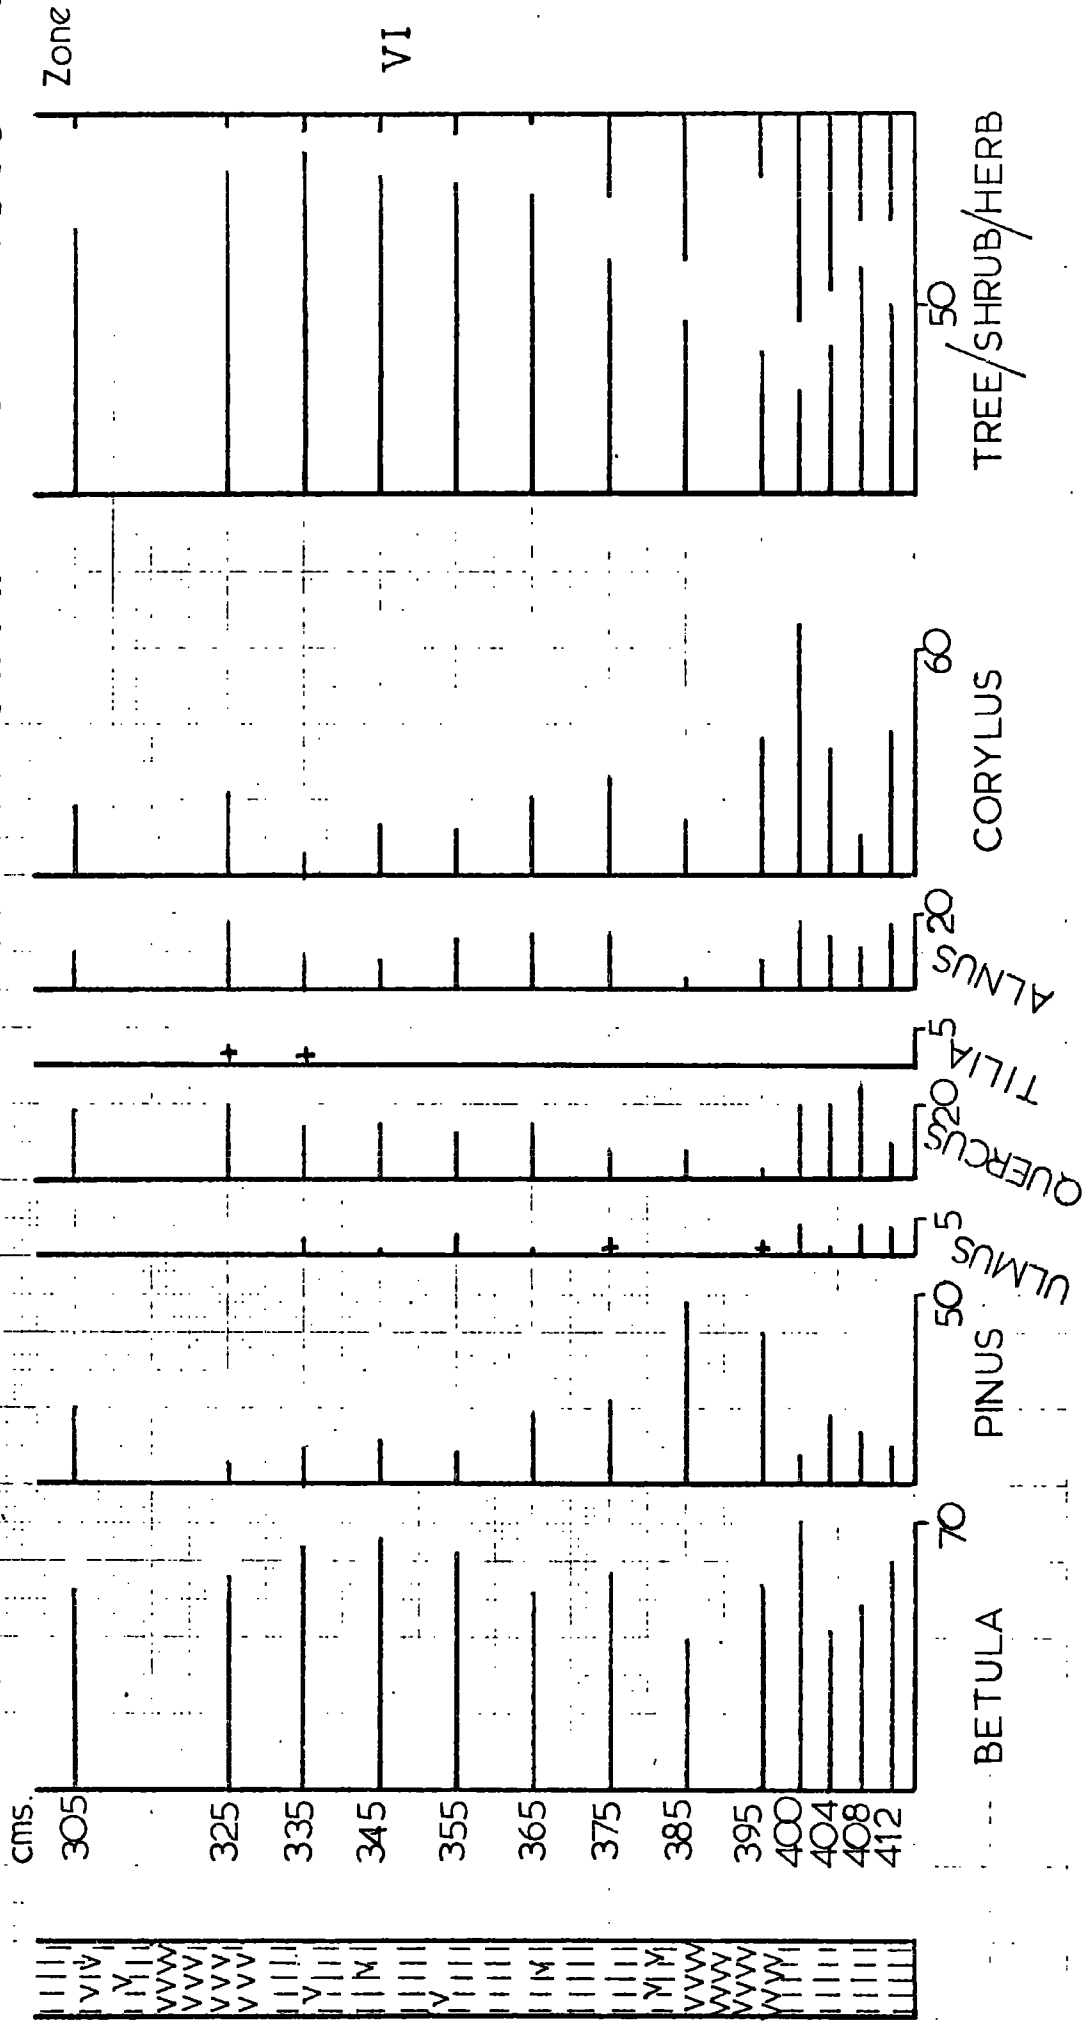 cms.
305
325
335
345
355
365
375
385
395
400
404
408
412
70
BETULA
50
PINUS
5
ULMUS
20
QUERCUS
5
TILIA
20
ALNUS
60
CORYLUS
50
TREE/SHRUB/HERB
Zone
VI